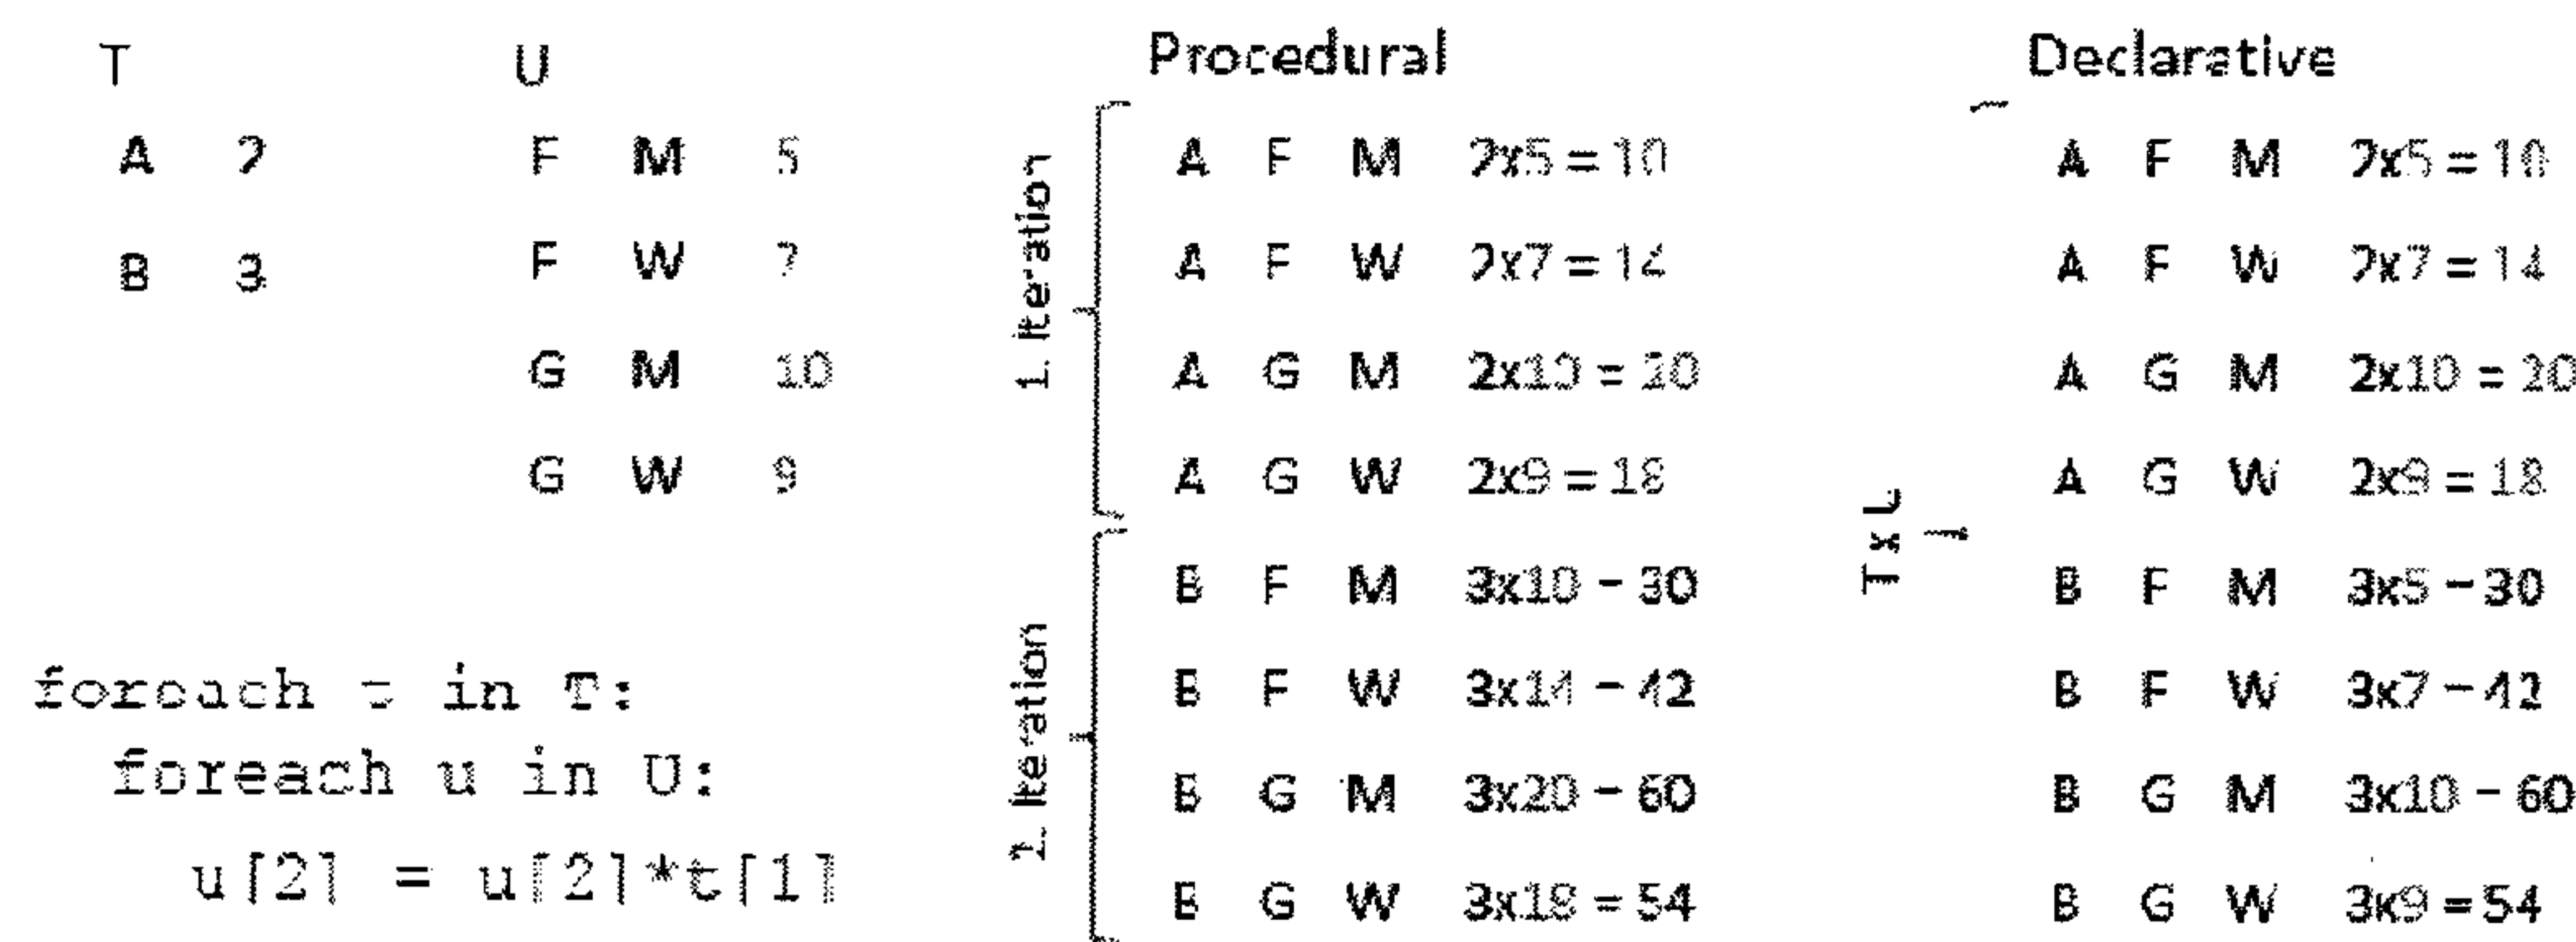 T U Procedural Declarative
A 2 F M 5 A F M 2x5 = 10 A F M 2x5 = 10
B 3 F W 7 A F W 2x7 = 14 A F W 2x7 = 14
G M 10 A G M 2x10 = 20 A G M 2x10 = 20
G W 9 A G W 2x9 = 18 A G W 2x9 = 18
1. Iteration
B F M 3x10 - 30 B F M 3x5 - 30
B F W 3x14 - 42 B F W 3x7 - 42
B G M 3x20 - 60 B G M 3x10 - 60
B G W 3x18 = 54 B G W 3x9 = 54
2. Iteration
T x
foreach t in T:
foreach u in U:
u[2] = u[2]*t[1]